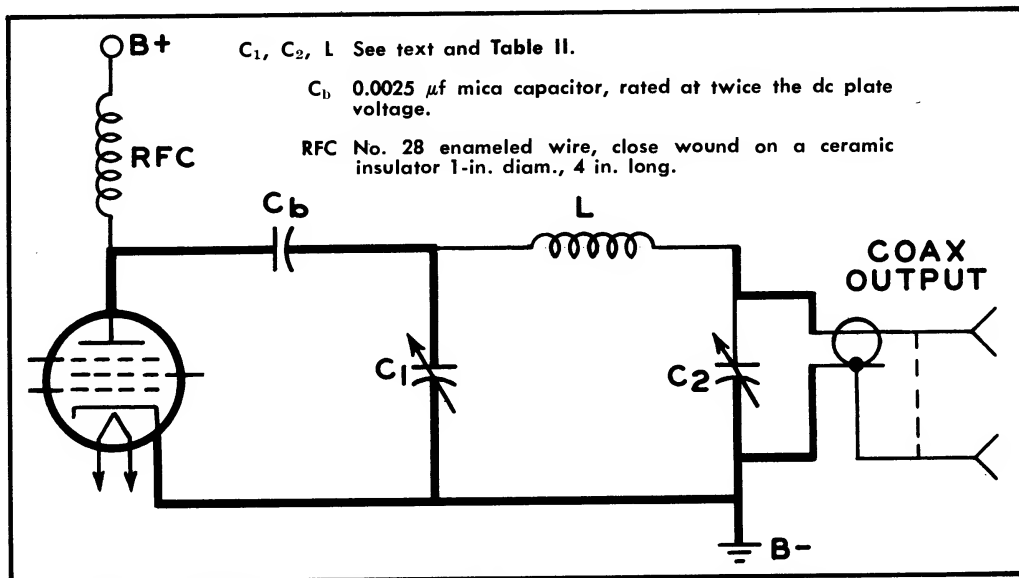 B+
C₁, C₂, L See text and Table II.
C_b 0.0025 μf mica capacitor, rated at twice the dc plate
voltage.
RFC No. 28 enameled wire, close wound on a ceramic
insulator 1-in. diam., 4 in. long.
RFC
Cb
L
COAX
OUTPUT
C1
C2
B-